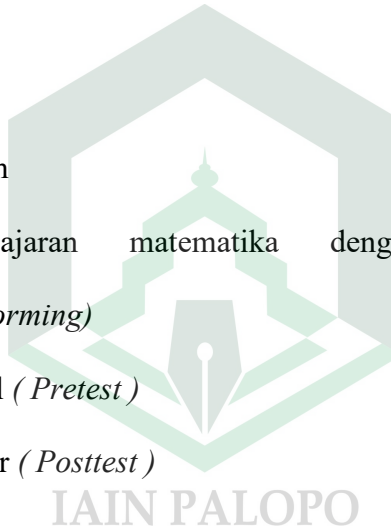 n
ajaran matematika deng
orming)
l ( Pretest )
r ( Posttest )
IAIN PALOPO